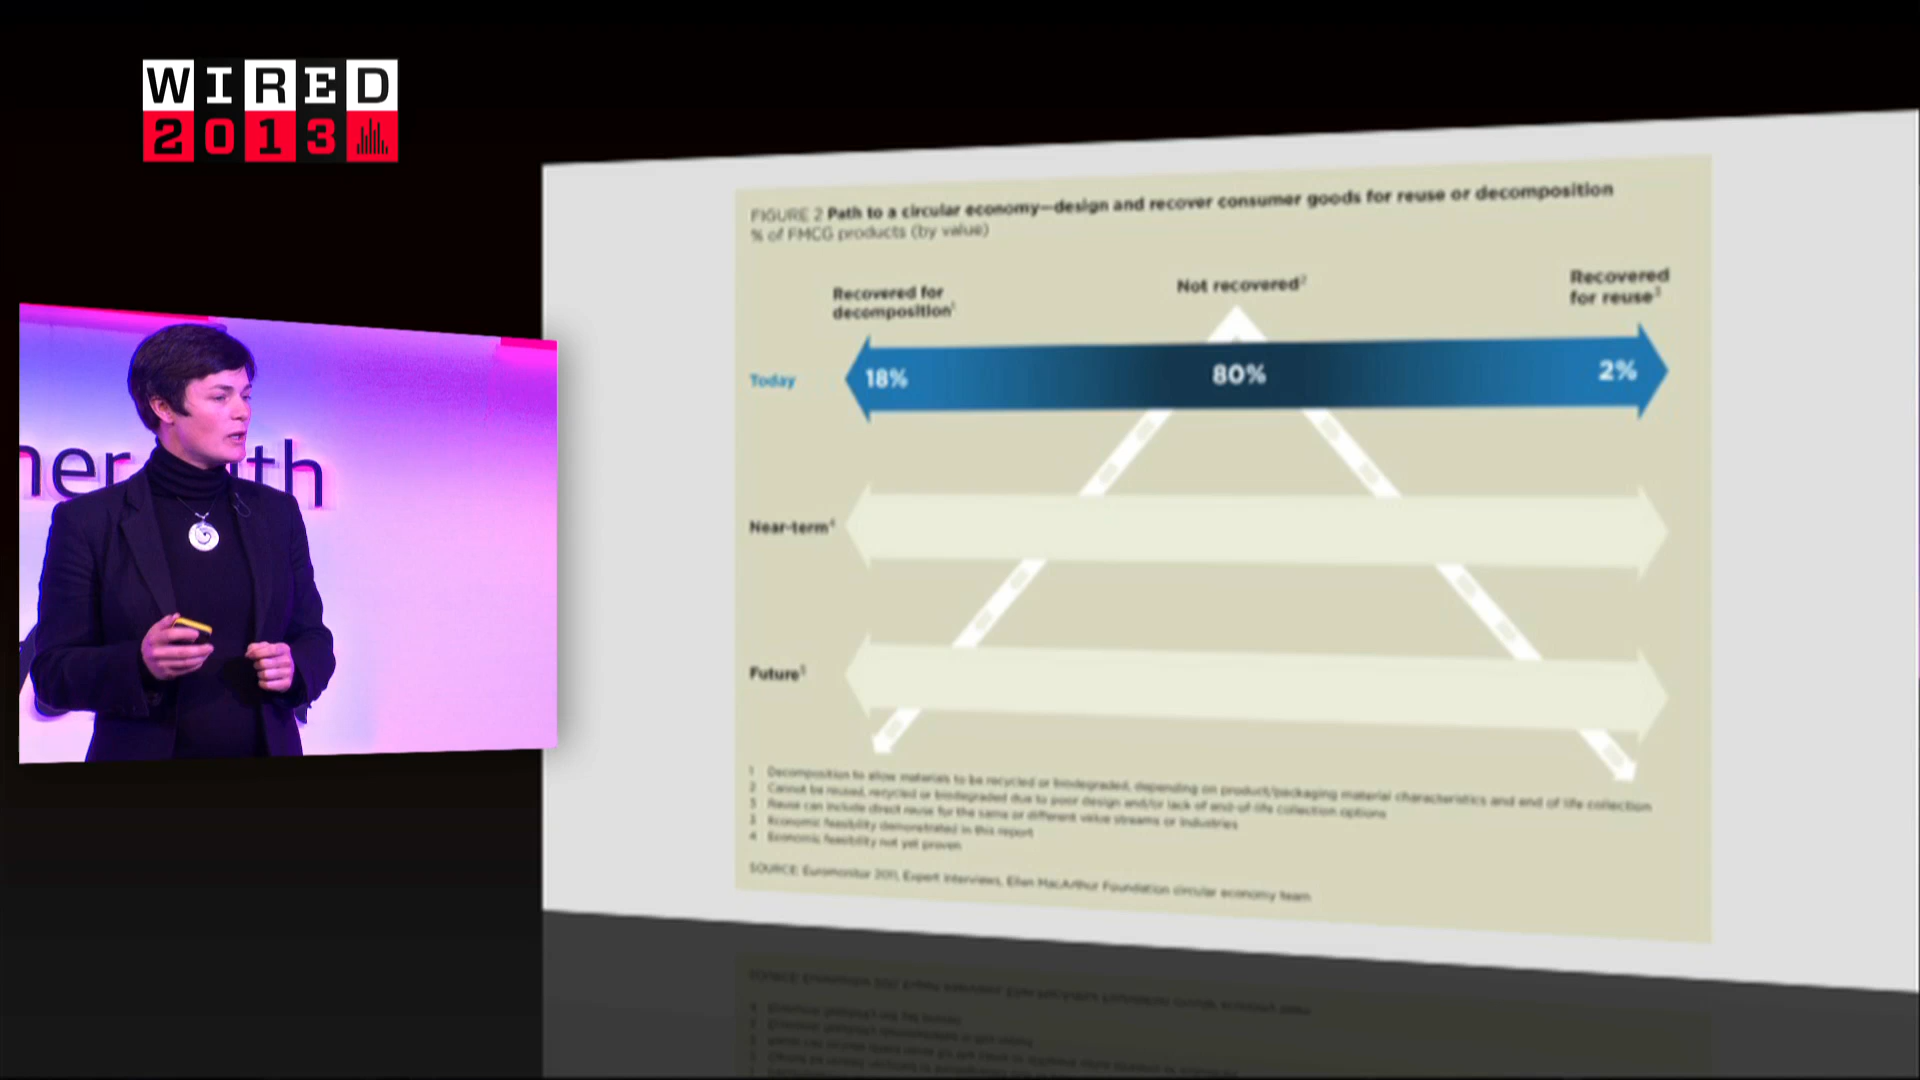 WIRED
2013
FIGURE 2 Path to a circular economy—design and recover consumer goods for reuse or decomposition
% of FMCG products (by value)
Recovered for
decomposition1
Not recovered2
Recovered
for reuse3
Today
18%
80%
2%
Near-term4
Future5
1 Decomposition to allow materials to be recycled or biodegraded, depending on product/packaging material characteristics and end of life collection
2 Cannot be reused, recycled or biodegraded due to poor design and/or lack of end-of-life collection options
3 Reuse can include direct reuse for the same or different value streams or industries
3 Economic feasibility demonstrated in this report
4 Economic feasibility not yet proven
SOURCE: Euromonitor 2011, Expert interviews, Ellen MacArthur Foundation circular economy team